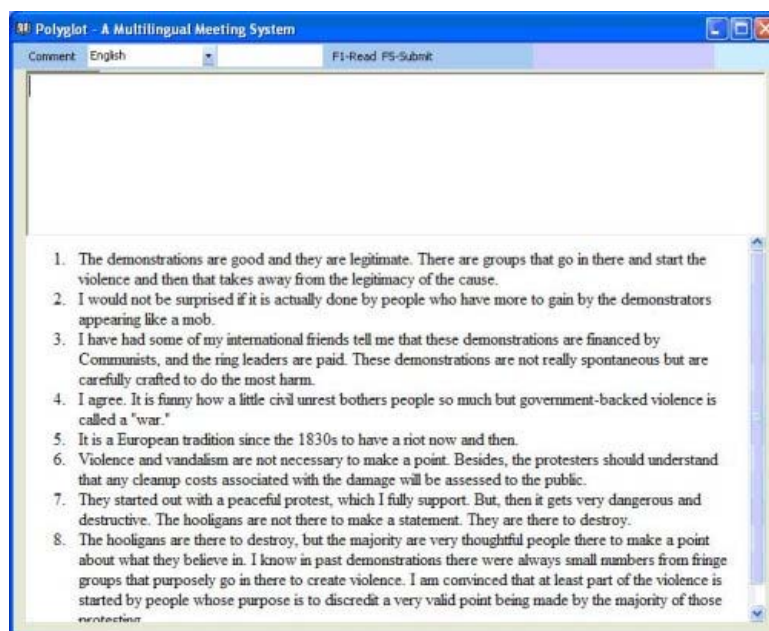 Polyglot - A Multilingual Meeting System
Comment English F1-Read F5-Submit
1. The demonstrations are good and they are legitimate. There are groups that go in there and start the
violence and then that takes away from the legitimacy of the cause.
2. I would not be surprised if it is actually done by people who have more to gain by the demonstrators
appearing like a mob.
3. I have had some of my international friends tell me that these demonstrations are financed by
Communists, and the ring leaders are paid. These demonstrations are not really spontaneous but are
carefully crafted to do the most harm.
4. I agree. It is funny how a little civil unrest bothers people so much but government-backed violence is
called a "war."
5. It is a European tradition since the 1830s to have a riot now and then.
6. Violence and vandalism are not necessary to make a point. Besides, the protesters should understand
that any cleanup costs associated with the damage will be assessed to the public.
7. They started out with a peaceful protest, which I fully support. But, then it gets very dangerous and
destructive. The hooligans are not there to make a statement. They are there to destroy.
8. The hooligans are there to destroy, but the majority are very thoughtful people there to make a point
about what they believe in. I know in past demonstrations there were always small numbers from fringe
groups that purposely go in there to create violence. I am convinced that at least part of the violence is
started by people whose purpose is to discredit a very valid point being made by the majority of those
protesting